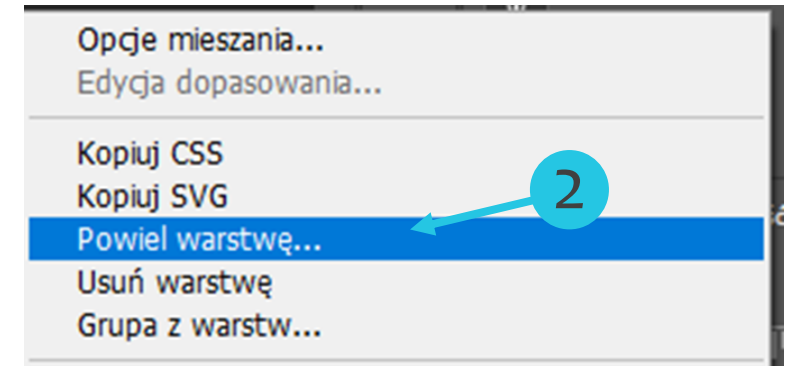 Opcje mieszania...
Edycja dopasowania...
Kopiuj CSS
Kopiuj SVG
2
Powiel warstwę...
Usuń warstwę
Grupa z warstw...